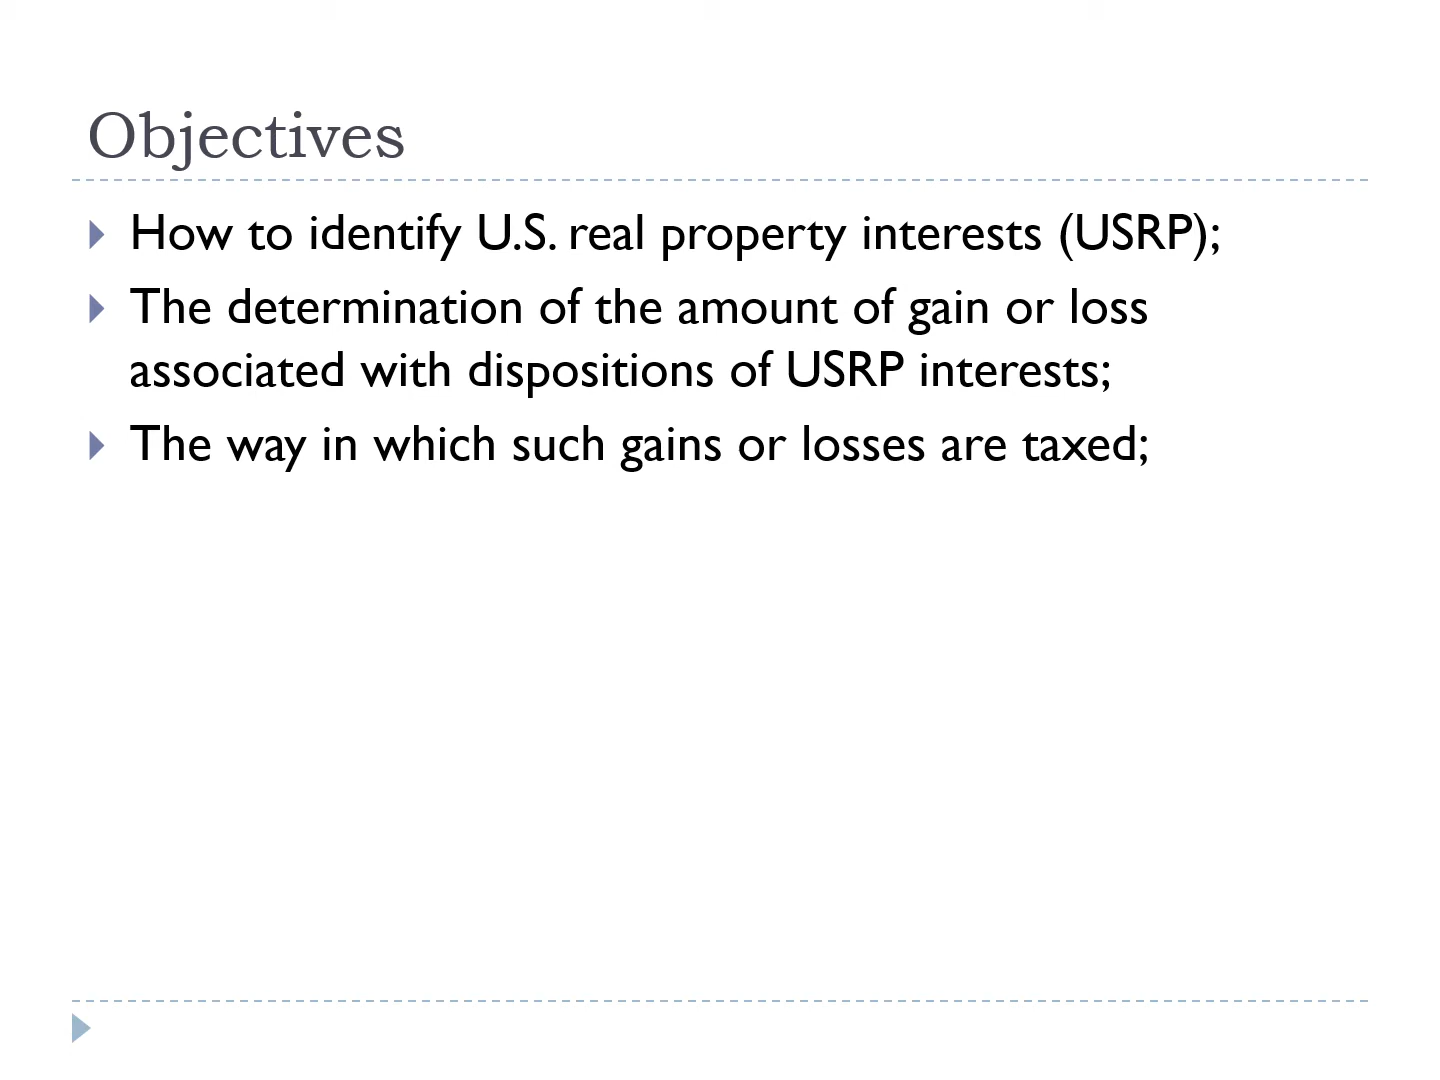 Objectives
How to identify U.S. real property interests (USRP);
The determination of the amount of gain or loss
associated with dispositions of USRP interests;
The way in which such gains or losses are taxed;